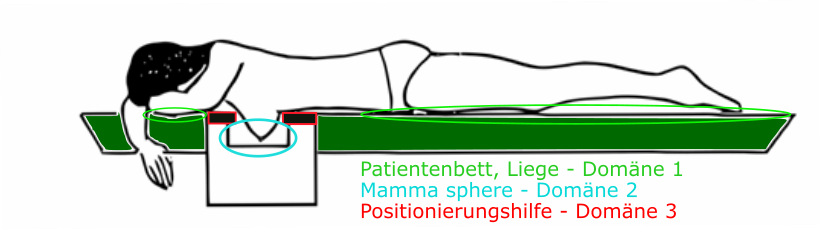 Patientenbett, Liege - Domäne 1
Mamma sphere - Domäne 2
Positionierungshilfe - Domäne 3